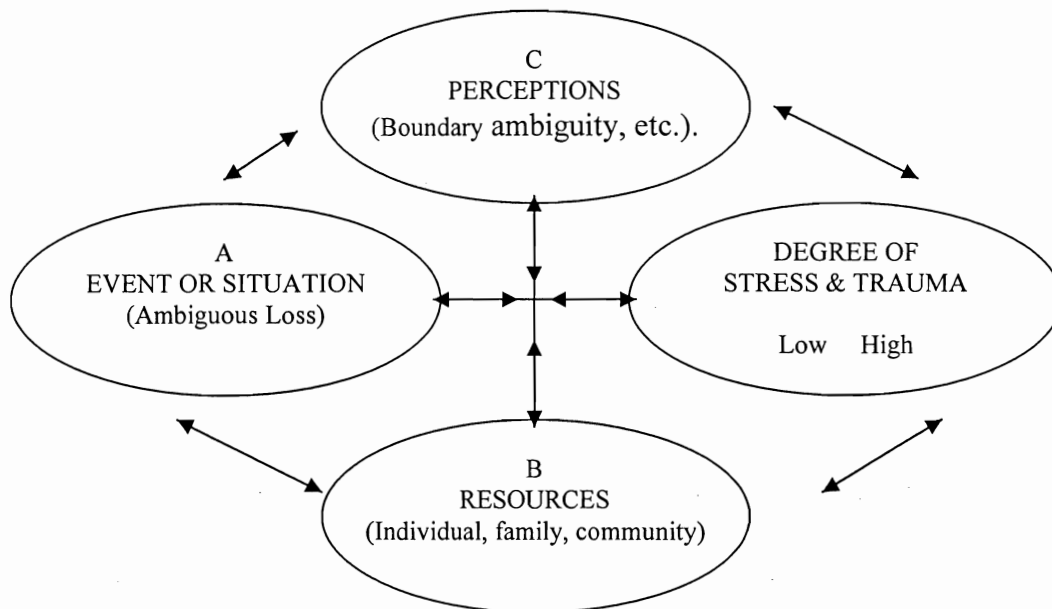 C
PERCEPTIONS
(Boundary ambiguity, etc.).
A
EVENT OR SITUATION
(Ambiguous Loss)
DEGREE OF
STRESS & TRAUMA
Low High
B
RESOURCES
(Individual, family, community)